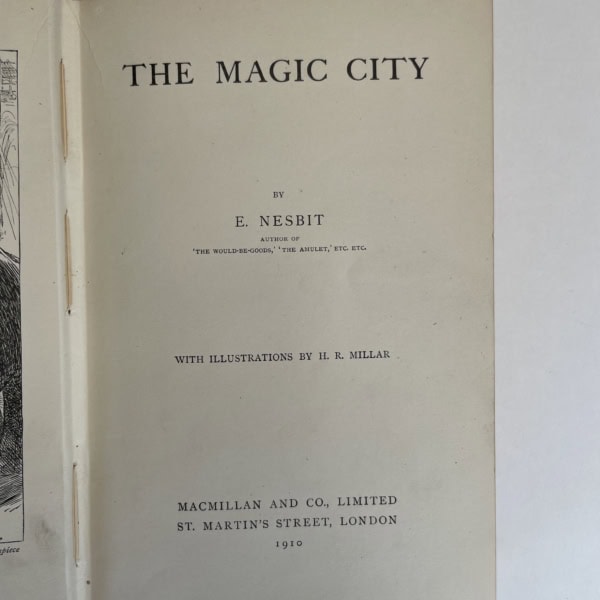 THE MAGIC CITY
BY
E. NESBIT
AUTHOR OF
'THE WOULD-BE-GOODS,' 'THE AMULET,' ETC. ETC.
WITH ILLUSTRATIONS BY H. R. MILLAR
MACMILLAN AND CO., LIMITED
ST. MARTIN'S STREET, LONDON
1910